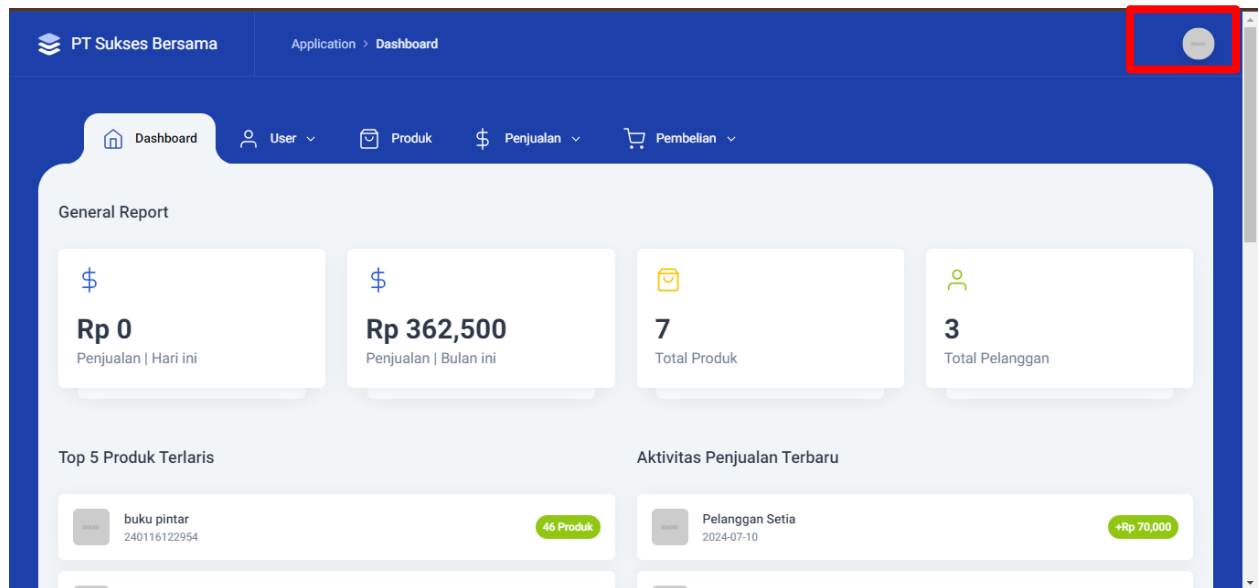 PT Sukses Bersama
Application > Dashboard
Dashboard
User
Produk
Penjualan
Pembelian
General Report
Rp 0
Penjualan | Hari ini
Rp 362,500
Penjualan | Bulan ini
7
Total Produk
3
Total Pelanggan
Top 5 Produk Terlaris
buku pintar
240116122954
46 Produk
Aktivitas Penjualan Terbaru
Pelanggan Setia
2024-07-10
+Rp 70,000